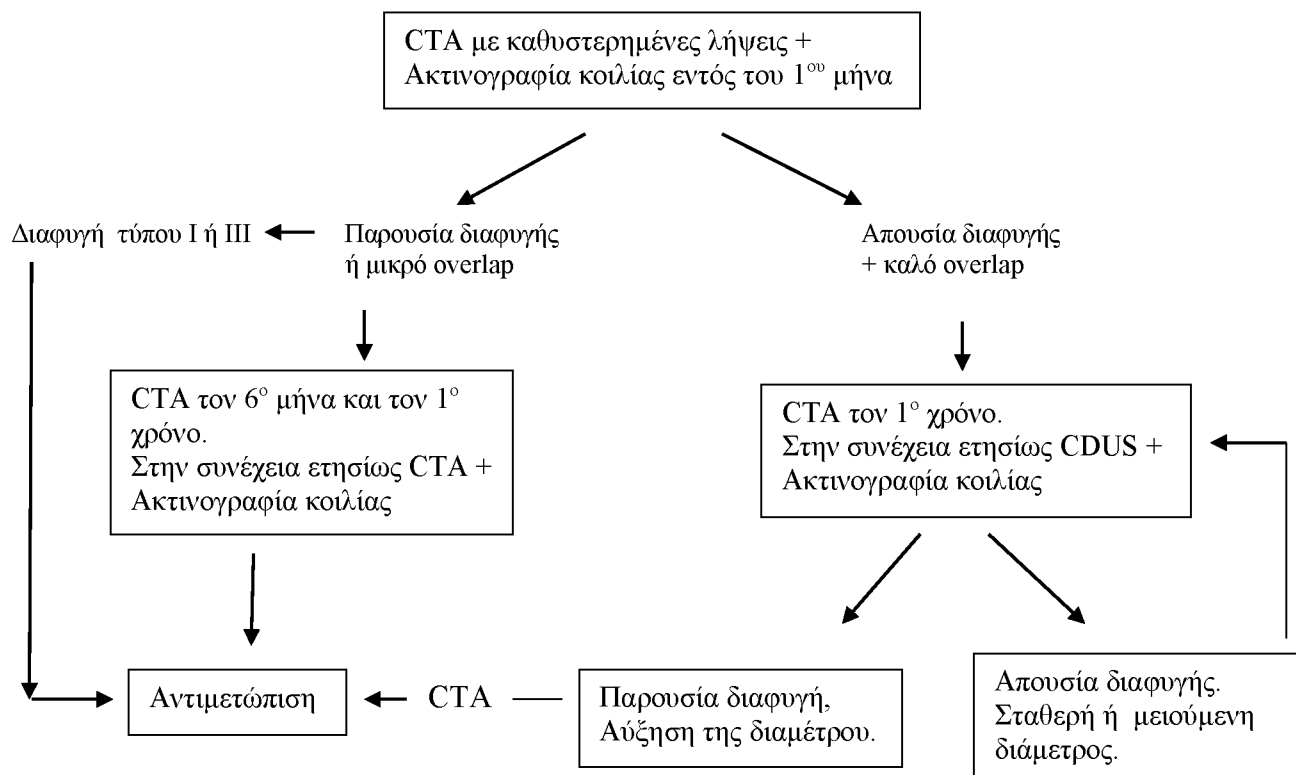 CTA με καθυστερημένες λήψεις +
Ακτινογραφία κοιλίας εντός του 1ου μήνα
Διαφυγή τύπου I ή III
Παρουσία διαφυγής
ή μικρό overlap
Απουσία διαφυγής
+ καλό overlap
CTA τον 6ο μήνα και τον 1ο
χρόνο.
Στην συνέχεια ετησίως CTA +
Ακτινογραφία κοιλίας
CTA τον 1ο χρόνο.
Στην συνέχεια ετησίως CDUS +
Ακτινογραφία κοιλίας
Αντιμετώπιση
CTA
Παρουσία διαφυγή,
Αύξηση της διαμέτρου.
Απουσία διαφυγής.
Σταθερή ή μειούμενη
διάμετρος.